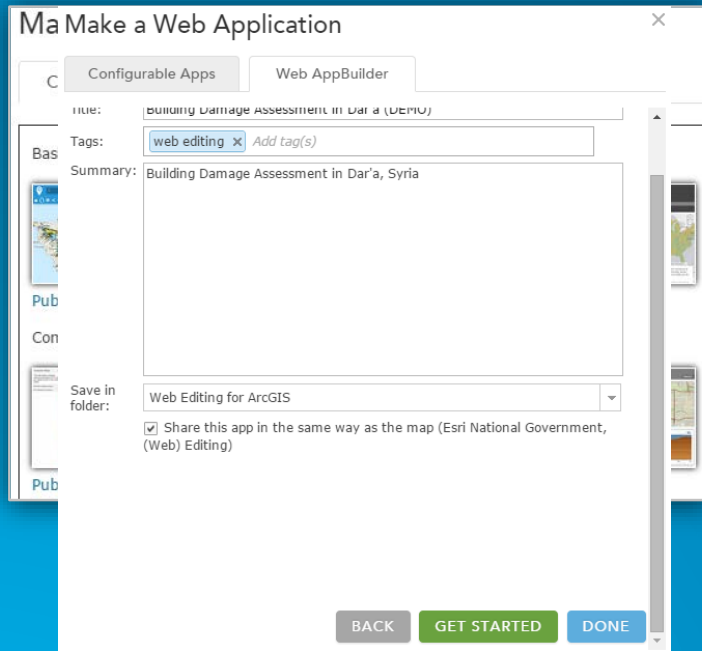 Ma
Make a Web Application
×
C
Configurable Apps
Web AppBuilder
Title:
Building Damage Assessment in Dar'a (DEMO)
Bas
Tags:
web editing × Add tag(s)
Summary:
Building Damage Assessment in Dar'a, Syria
Pub
Con
Save in
folder:
Web Editing for ArcGIS
Share this app in the same way as the map (Esri National Government,
(Web) Editing)
Pub
BACK
GET STARTED
DONE